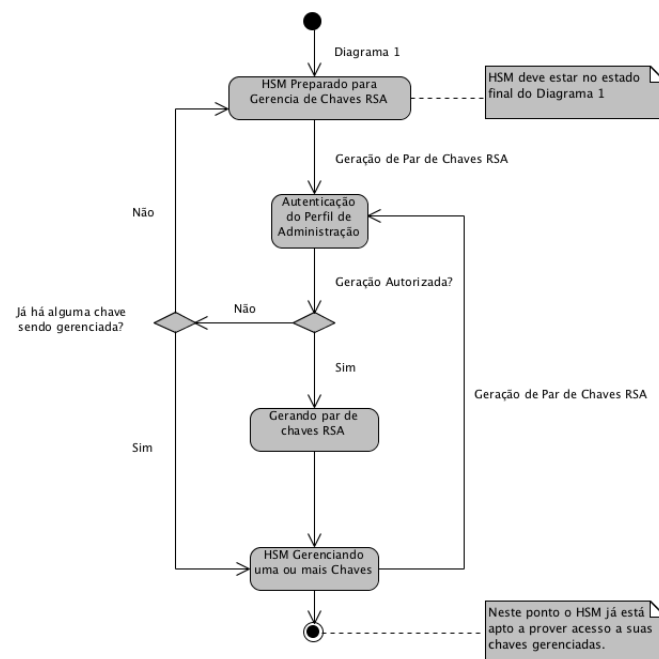 Diagrama 1
HSM Preparado para
Gerencia de Chaves RSA
HSM deve estar no estado
final do Diagrama 1
Geração de Par de Chaves RSA
Autenticação
do Perfil de
Administração
Não
Geração Autorizada?
Já há alguma chave
sendo gerenciada?
Não
Sim
Geração de Par de Chaves RSA
Gerando par de
chaves RSA
Sim
HSM Gerenciando
uma ou mais Chaves
Neste ponto o HSM já está
apto a prover acesso a suas
chaves gerenciadas.